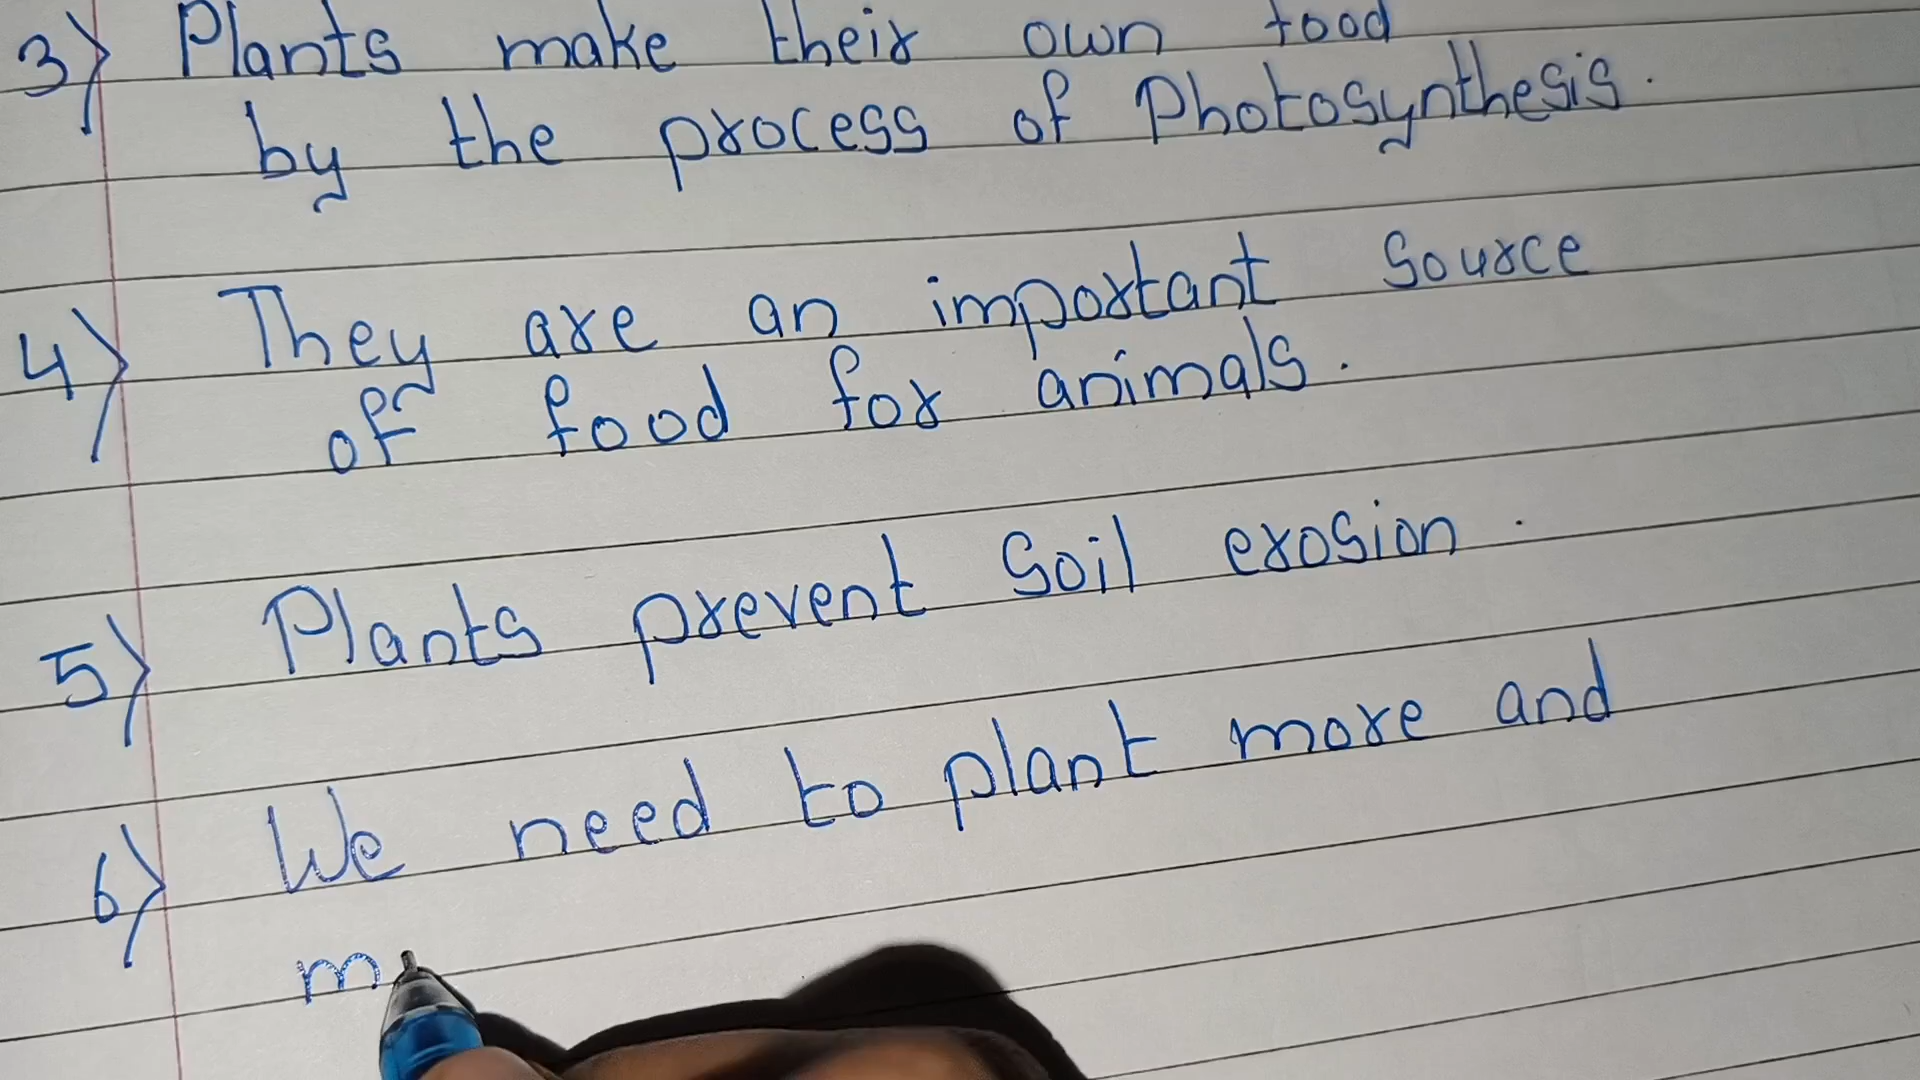 3) Plants make their own food
by the process of Photosynthesis.
4) They are an important Source
of food for animals.
5) Plants prevent Soil erosion.
6) We need to plant more and
m